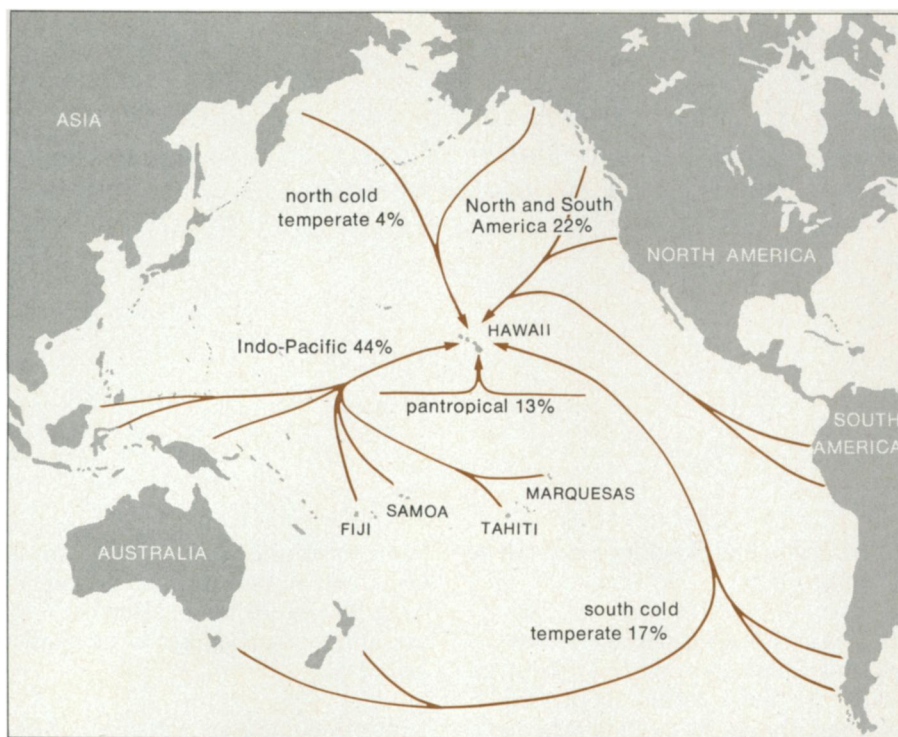 ASIA
north cold
temperate 4%
North and South
America 22%
NORTH AMERICA
HAWAII
Indo-Pacific 44%
pantropical 13%
SOUTH
AMERICA
MARQUESAS
SAMOA
FIJI
TAHITI
AUSTRALIA
south cold
temperate 17%